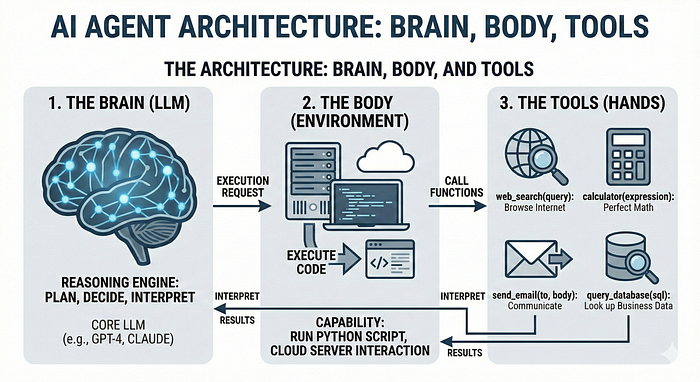 AI AGENT ARCHITECTURE: BRAIN, BODY, TOOLS
THE ARCHITECTURE: BRAIN, BODY, AND TOOLS
1. THE BRAIN (LLM)
REASONING ENGINE:
PLAN, DECIDE, INTERPRET
CORE LLM
(e.g., GPT-4, CLAUDE)
EXECUTION
REQUEST
2. THE BODY
(ENVIRONMENT)
EXECUTE
CODE
</>
INTERPRET
RESULTS
CAPABILITY:
RUN PYTHON SCRIPT,
CLOUD SERVER INTERACTION
CALL
FUNCTIONS
3. THE TOOLS (HANDS)
web_search(query):
Browse Internet
calculator(expression):
Perfect Math
send_email(to, body):
Communicate
query_database(sql):
Look up Business Data
INTERPRET
RESULTS